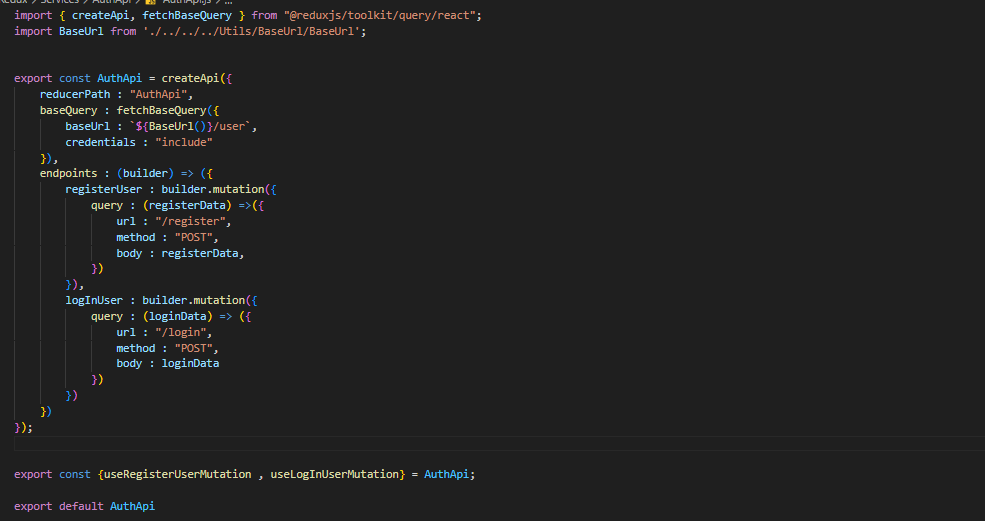 Redux > Services > AuthApi > AuthApi.js > ...
import { createApi, fetchBaseQuery } from "@reduxjs/toolkit/query/react";
import BaseUrl from './../../../Utils/BaseUrl/BaseUrl';
export const AuthApi = createApi({
    reducerPath : "AuthApi",
    baseQuery : fetchBaseQuery({
        baseUrl : `${BaseUrl()}/user`,
        credentials : "include"
    }),
    endpoints : (builder) => ({
        registerUser : builder.mutation({
            query : (registerData) =>({
                url : "/register",
                method : "POST",
                body : registerData,
            })
        }),
        logInUser : builder.mutation({
            query : (loginData) => ({
                url : "/login",
                method : "POST",
                body : loginData
            })
        })
    })
});
export const {useRegisterUserMutation , useLogInUserMutation} = AuthApi;
export default AuthApi